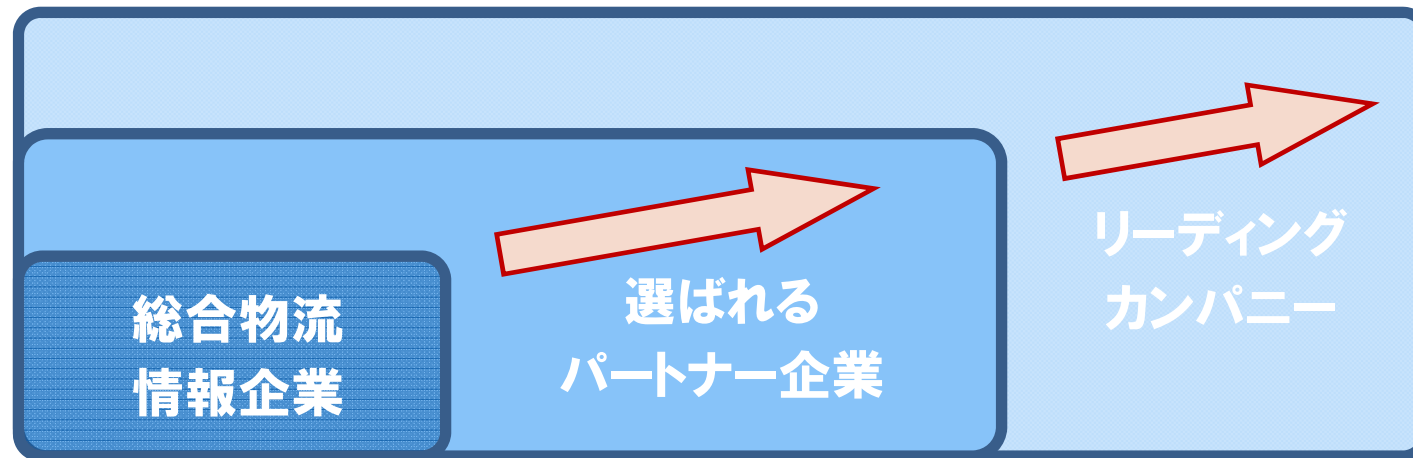 総合物流
情報企業
選ばれる
パートナー企業
リーディング
カンパニー